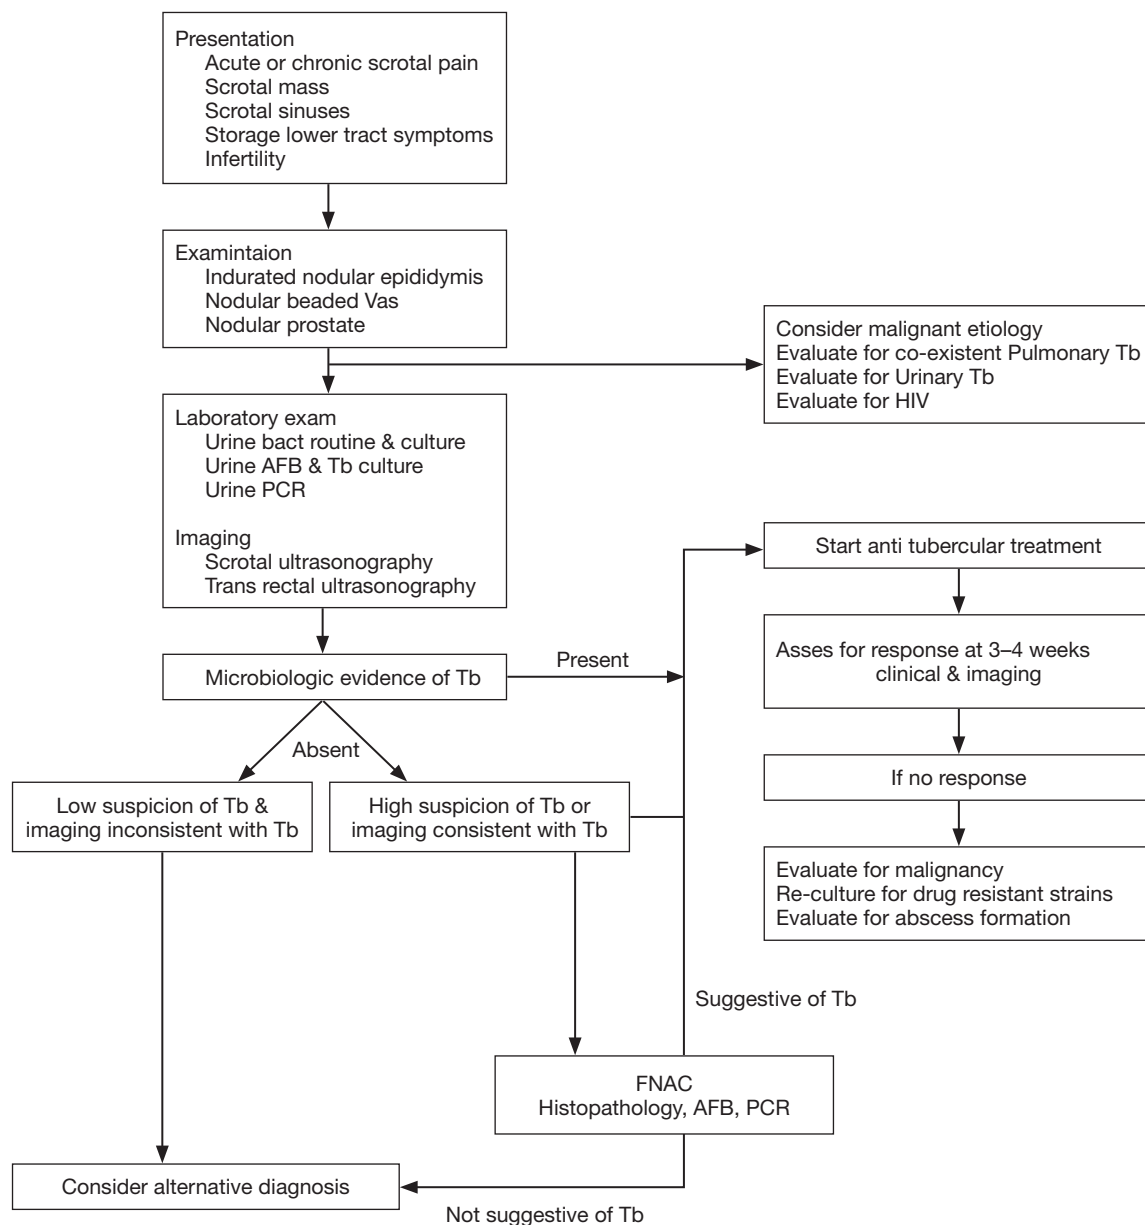 Presentation
Acute or chronic scrotal pain
Scrotal mass
Scrotal sinuses
Storage lower tract symptoms
Infertility
Examintaion
Indurated nodular epididymis
Nodular beaded Vas
Nodular prostate
Consider malignant etiology
Evaluate for co-existent Pulmonary Tb
Evaluate for Urinary Tb
Evaluate for HIV
Laboratory exam
Urine bact routine & culture
Urine AFB & Tb culture
Urine PCR
Imaging
Scrotal ultrasonography
Trans rectal ultrasonography
Start anti tubercular treatment
Asses for response at 3–4 weeks
clinical & imaging
If no response
Evaluate for malignancy
Re-culture for drug resistant strains
Evaluate for abscess formation
Microbiologic evidence of Tb
Present
Absent
Low suspicion of Tb &
imaging inconsistent with Tb
High suspicion of Tb or
imaging consistent with Tb
Suggestive of Tb
FNAC
Histopathology, AFB, PCR
Consider alternative diagnosis
Not suggestive of Tb